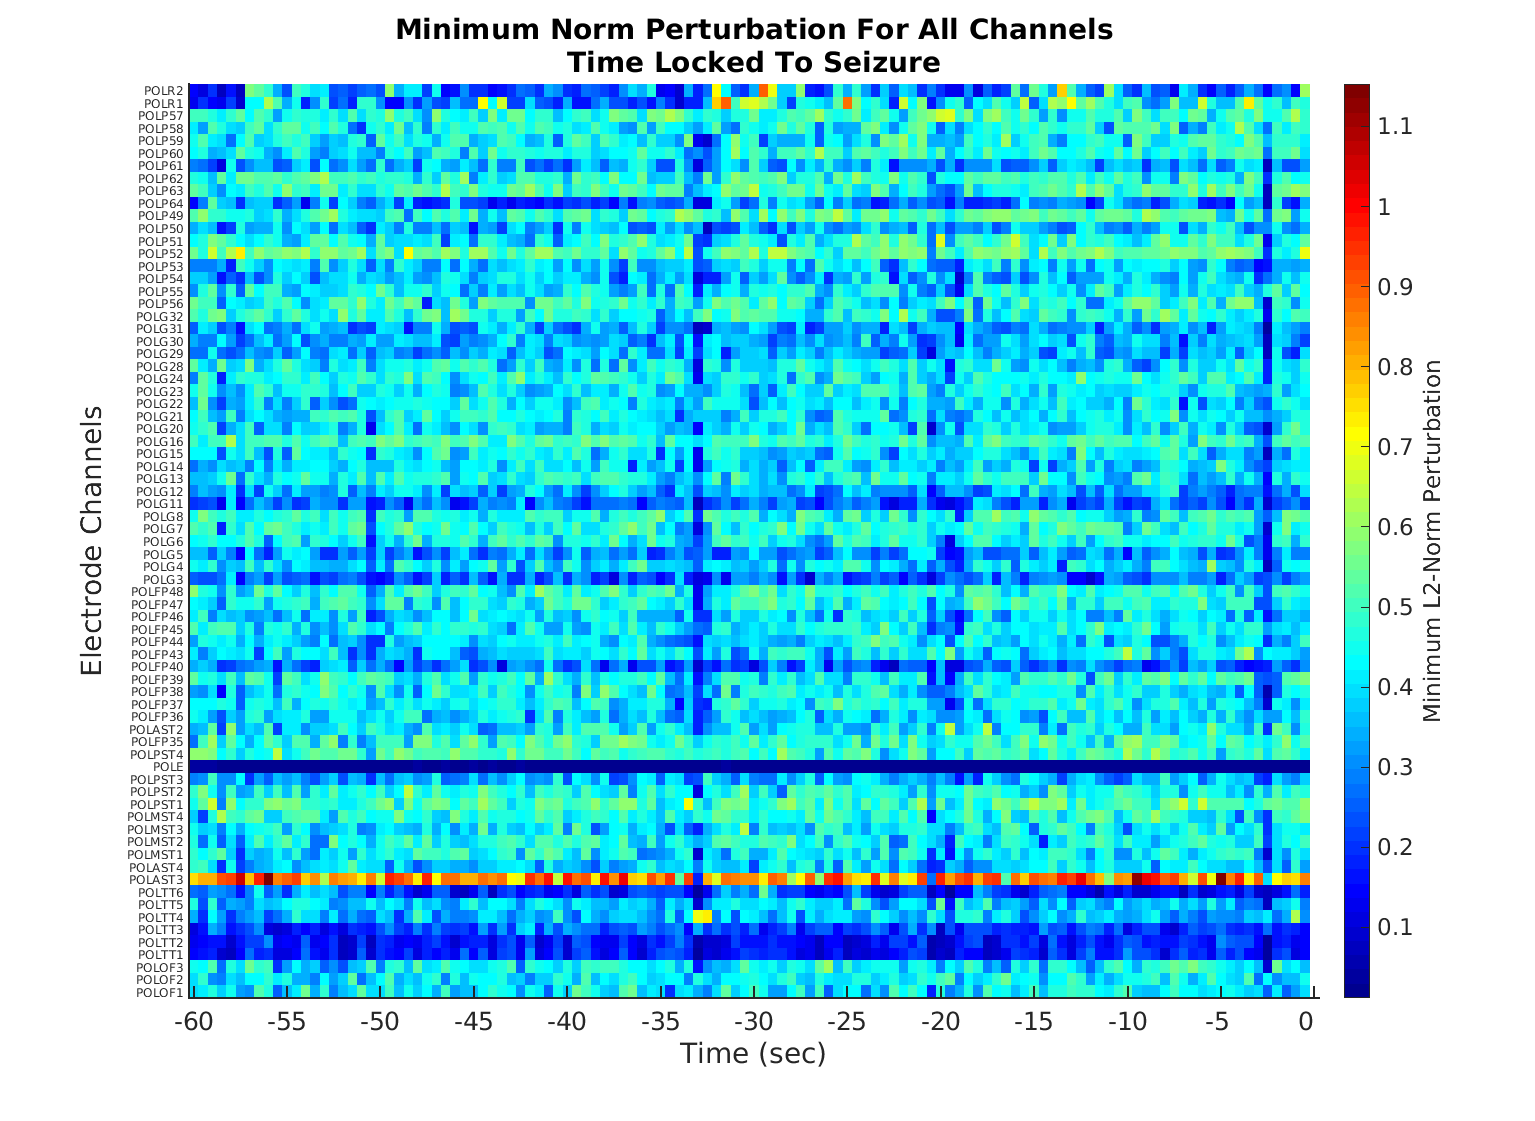 Minimum Norm Perturbation For All Channels
Time Locked To Seizure
Electrode Channels
POLR2
POLR1
POLP57
POLP58
POLP59
POLP60
POLP61
POLP62
POLP63
POLP64
POLP49
POLP50
POLP51
POLP52
POLP53
POLP54
POLP55
POLP56
POLG32
POLG31
POLG30
POLG29
POLG28
POLG24
POLG23
POLG22
POLG21
POLG20
POLG16
POLG15
POLG14
POLG13
POLG12
POLG11
POLG8
POLG7
POLG6
POLG5
POLG4
POLG3
POLFP48
POLFP47
POLFP46
POLFP45
POLFP44
POLFP43
POLFP40
POLFP39
POLFP38
POLFP37
POLFP36
POLAST2
POLFP35
POLPST4
POLE
POLPST3
POLPST2
POLPST1
POLMST4
POLMST3
POLMST2
POLMST1
POLAST4
POLAST3
POLTT6
POLTT5
POLTT4
POLTT3
POLTT2
POLTT1
POLOF3
POLOF2
POLOF1
-60 -55 -50 -45 -40 -35 -30 -25 -20 -15 -10 -5 0
Time (sec)
1.1
1
0.9
0.8
0.7
0.6
0.5
0.4
0.3
0.2
0.1
Minimum L2-Norm Perturbation